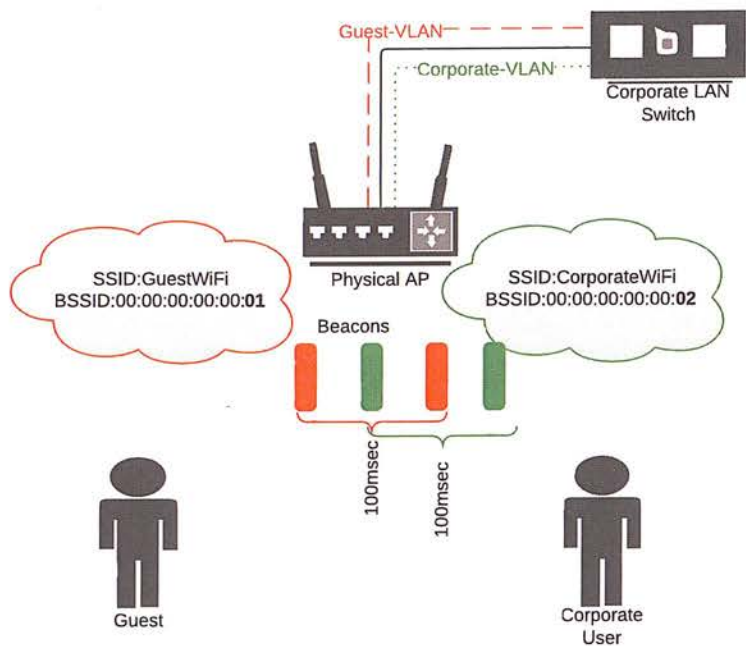 Guest-VLAN
Corporate-VLAN
Corporate LAN
Switch
Physical AP
SSID:GuestWiFi
BSSID:00:00:00:00:00:01
SSID:CorporateWiFi
BSSID:00:00:00:00:00:02
Beacons
100msec
100msec
Guest
Corporate
User